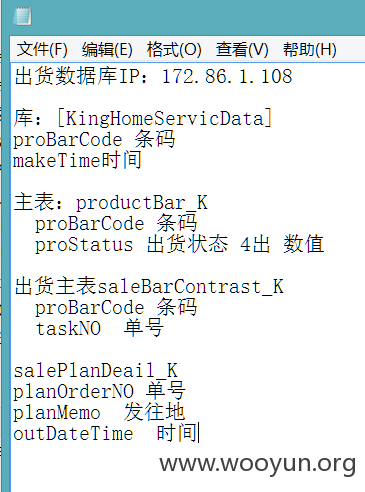 文件(F) 编辑(E) 格式(O) 查看(V) 帮助(H)
出货数据库IP：172.86.1.108
库：[KingHomeServicData]
proBarCode 条码
makeTime时间
主表：productBar_K
proBarCode 条码
proStatus 出货状态 4出 数值
出货主表saleBarContrast_K
proBarCode 条码
taskNO 单号
salePlanDeail_K
planOrderNO 单号
planMemo 发往地
outDateTime 时间
www.wooyun.org